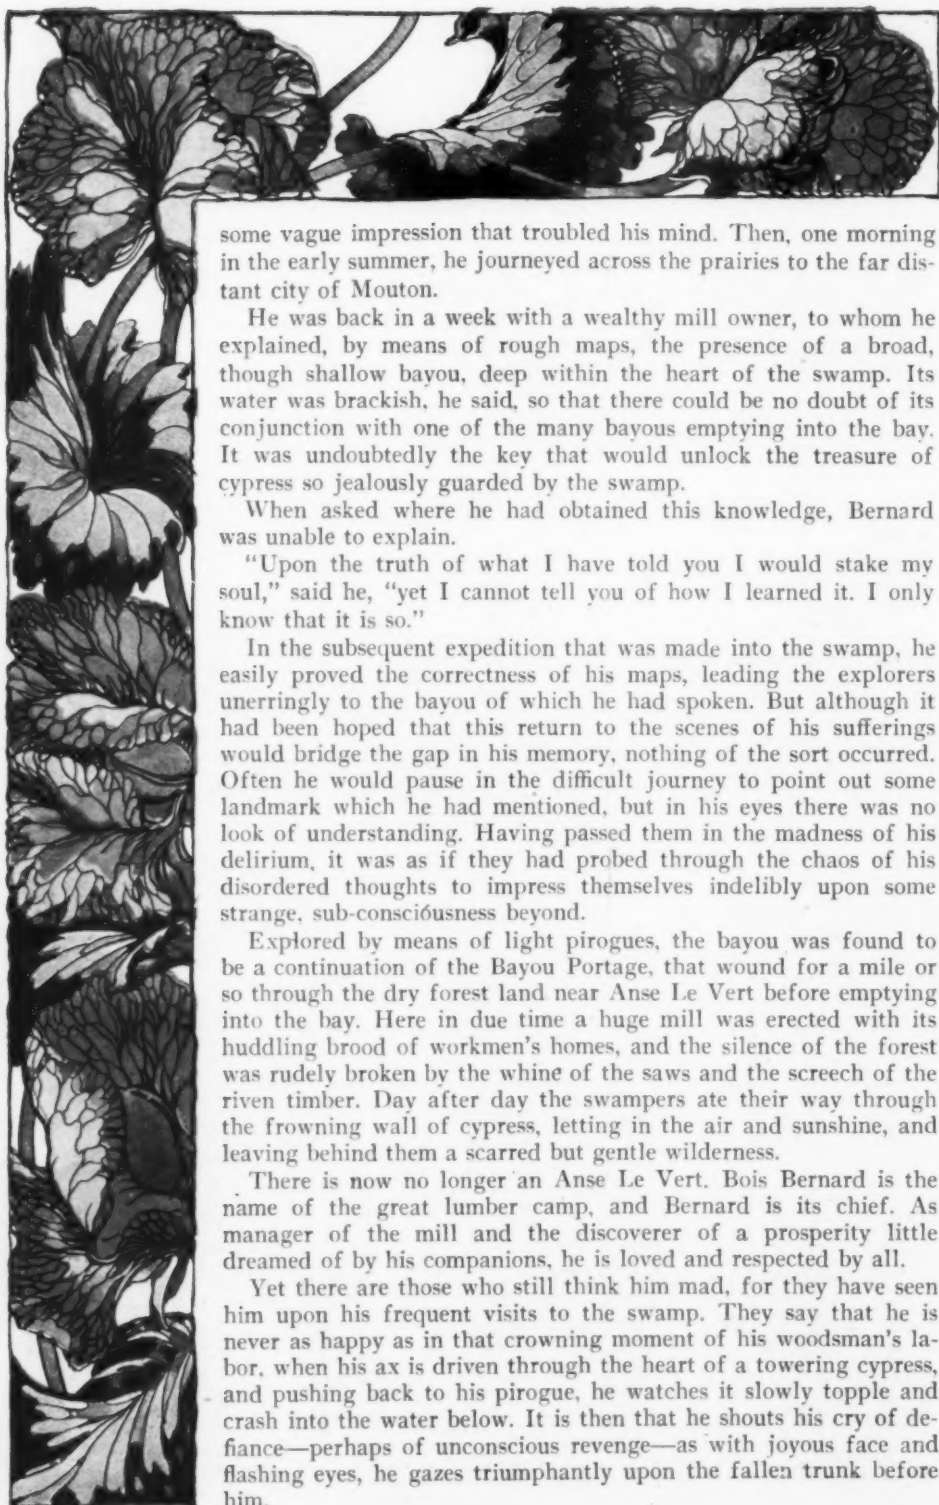 some vague impression that troubled his mind. Then, one morning
in the early summer, he journeyed across the prairies to the far dis-
tant city of Mouton.
He was back in a week with a wealthy mill owner, to whom he
explained, by means of rough maps, the presence of a broad,
though shallow bayou, deep within the heart of the swamp. Its
water was brackish, he said, so that there could be no doubt of its
conjunction with one of the many bayous emptying into the bay.
It was undoubtedly the key that would unlock the treasure of
cypress so jealously guarded by the swamp.
When asked where he had obtained this knowledge, Bernard
was unable to explain.
"Upon the truth of what I have told you I would stake my
soul," said he, "yet I cannot tell you of how I learned it. I only
know that it is so."
In the subsequent expedition that was made into the swamp, he
easily proved the correctness of his maps, leading the explorers
unerringly to the bayou of which he had spoken. But although it
had been hoped that this return to the scenes of his sufferings
would bridge the gap in his memory, nothing of the sort occurred.
Often he would pause in the difficult journey to point out some
landmark which he had mentioned, but in his eyes there was no
look of understanding. Having passed them in the madness of his
delirium, it was as if they had probed through the chaos of his
disordered thoughts to impress themselves indelibly upon some
strange, sub-consciousness beyond.
Explored by means of light pirogues, the bayou was found to
be a continuation of the Bayou Portage, that wound for a mile or
so through the dry forest land near Anse Le Vert before emptying
into the bay. Here in due time a huge mill was erected with its
huddling brood of workmen's homes, and the silence of the forest
was rudely broken by the whine of the saws and the screech of the
riven timber. Day after day the swampers ate their way through
the frowning wall of cypress, letting in the air and sunshine, and
leaving behind them a scarred but gentle wilderness.
There is now no longer an Anse Le Vert. Bois Bernard is the
name of the great lumber camp, and Bernard is its chief. As
manager of the mill and the discoverer of a prosperity little
dreamed of by his companions, he is loved and respected by all.
Yet there are those who still think him mad, for they have seen
him upon his frequent visits to the swamp. They say that he is
never as happy as in that crowning moment of his woodsman's la-
bor, when his ax is driven through the heart of a towering cypress,
and pushing back to his pirogue, he watches it slowly topple and
crash into the water below. It is then that he shouts his cry of de-
fiance—perhaps of unconscious revenge—as with joyous face and
flashing eyes, he gazes triumphantly upon the fallen trunk before
him.